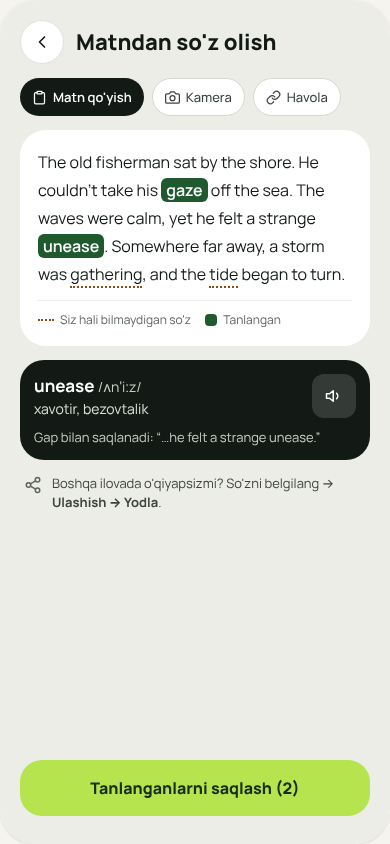 Matndan so'z olish
Matn qo'yish
Kamera
Havola
The old fisherman sat by the shore. He
couldn't take his gaze off the sea. The
waves were calm, yet he felt a strange
unease. Somewhere far away, a storm
was gathering, and the tide began to turn.
Siz hali bilmaydigan so'z
Tanlangan
unease /ʌnˈiːz/
xavotir, bezovtalik
Gap bilan saqlanadi: “…he felt a strange unease.”
Boshqa ilovada o'qiyapsizmi? So'zni belgilang →
Ulashish → Yodla.
Tanlanganlarni saqlash (2)